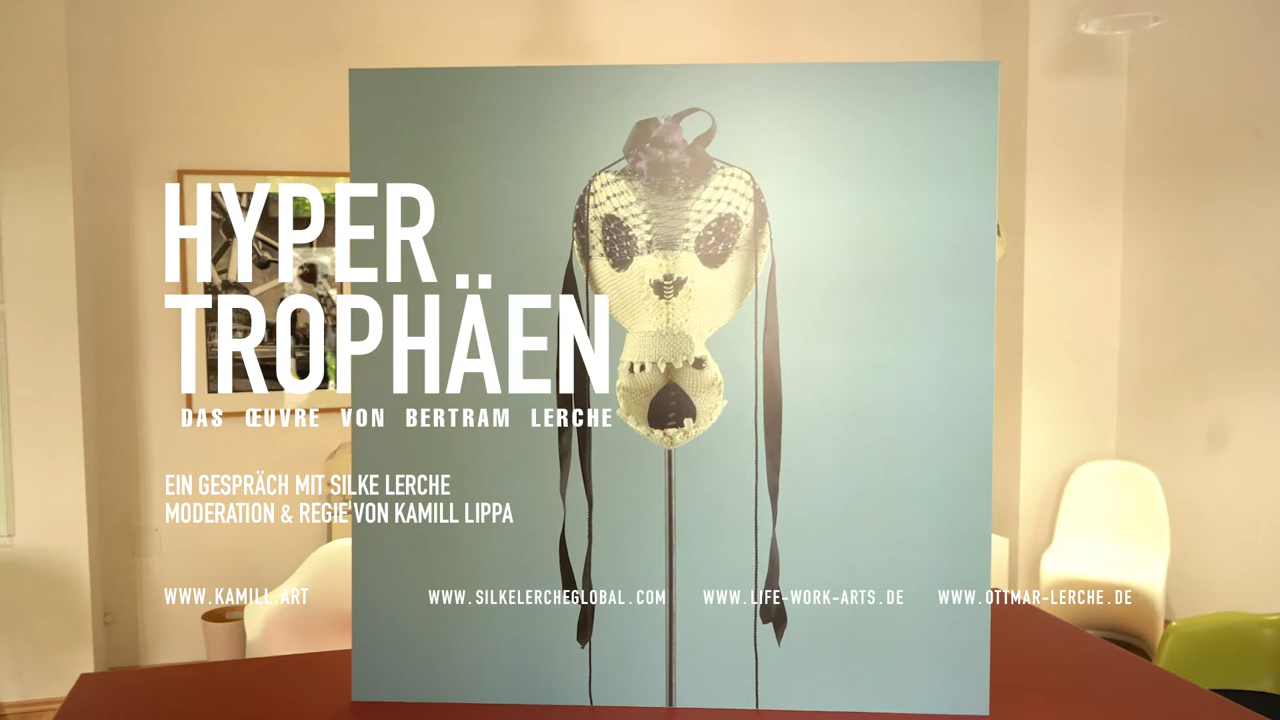 HYPER
TROPHÄEN
DAS ŒUVRE VON BERTRAM LERCHE
EIN GESPRÄCH MIT SILKE LERCHE
MODERATION & REGIE VON KAMILL LIPPA
WWW.KAMILL.ART WWW.SILKELERCHEGLOBAL.COM WWW.LIFE-WORK-ARTS.DE WWW.OTTMAR-LERCHE.DE